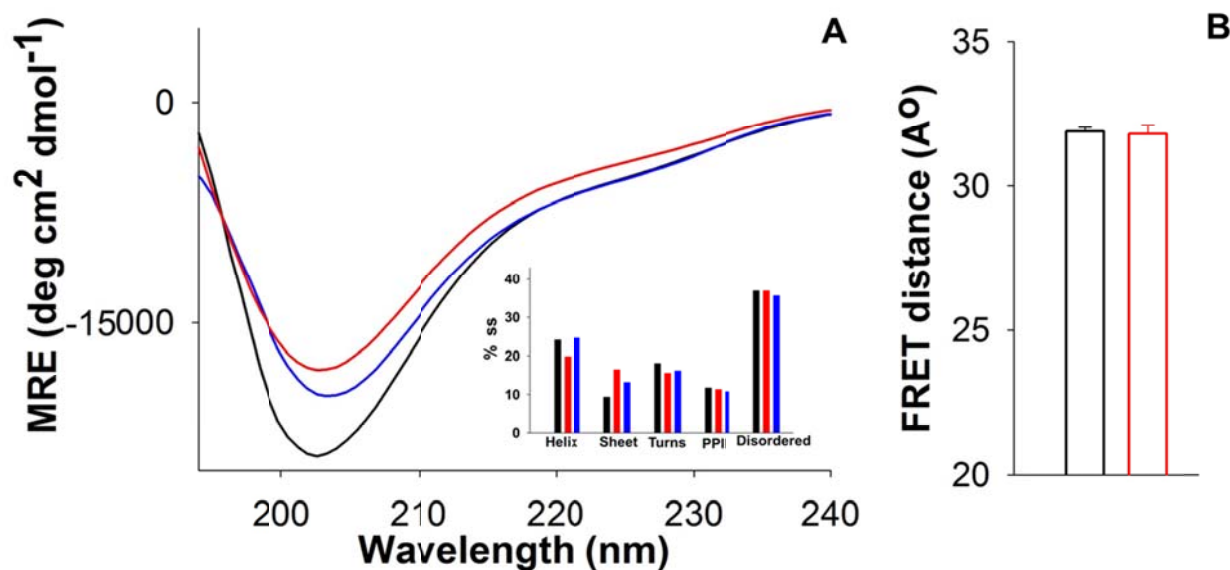 A
MRE (deg cm² dmol⁻¹)
0
-15000
200
210
220
230
240
Wavelength (nm)
% ss
40
30
20
10
0
Helix
Sheet
Turns
PPII
Disordered
B
FRET distance (Aº)
35
30
25
20